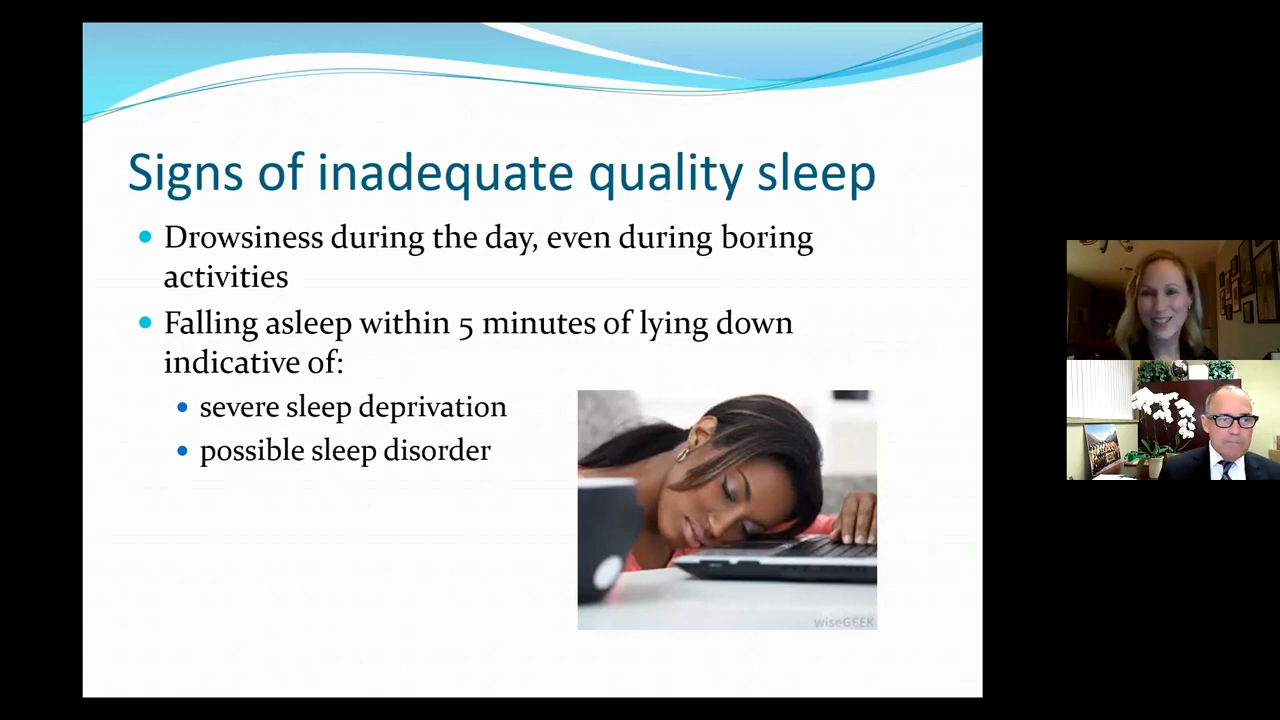 Signs of inadequate quality sleep
Drowsiness during the day, even during boring
activities
Falling asleep within 5 minutes of lying down
indicative of:
severe sleep deprivation
possible sleep disorder
wiseGEEK